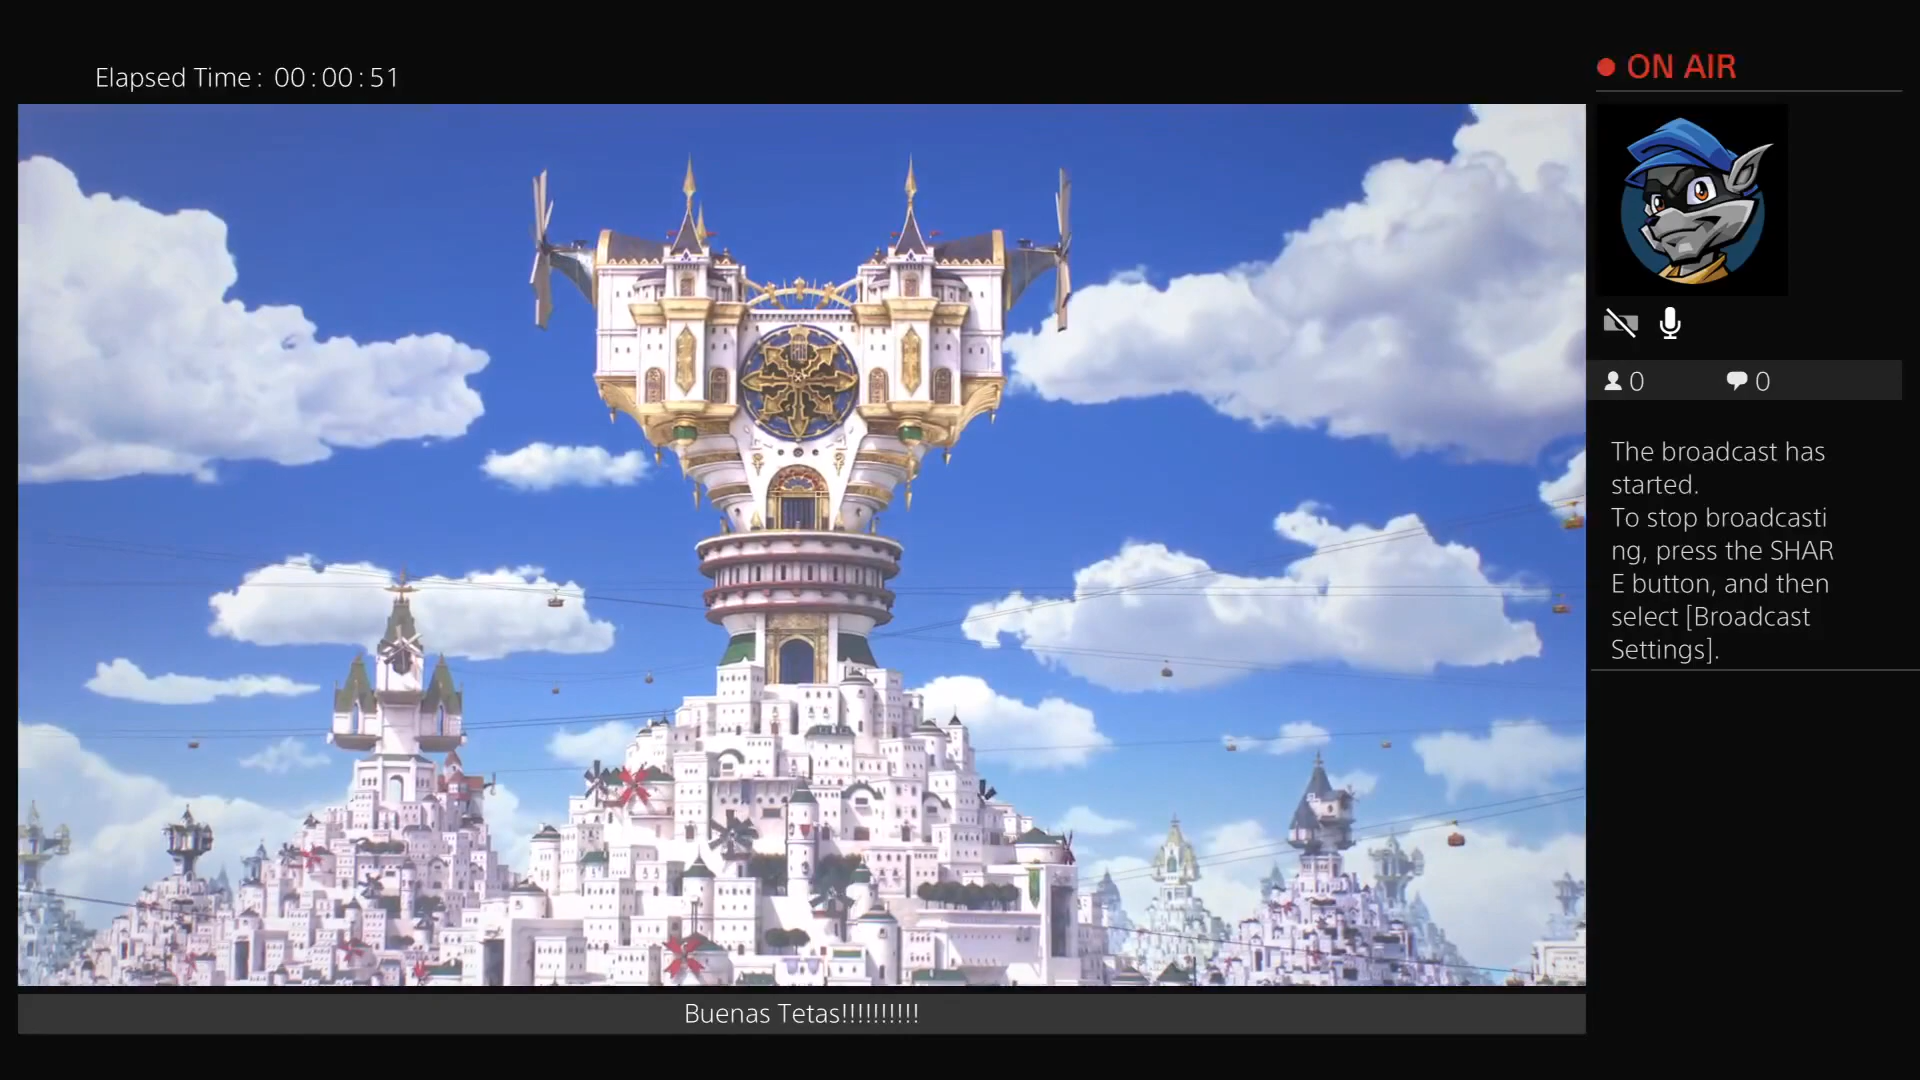 Elapsed Time: 00:00:51
ON AIR
0
0
The broadcast has
started.
To stop broadcasti
ng, press the SHAR
E button, and then
select [Broadcast
Settings].
Buenas Tetas!!!!!!!!!!